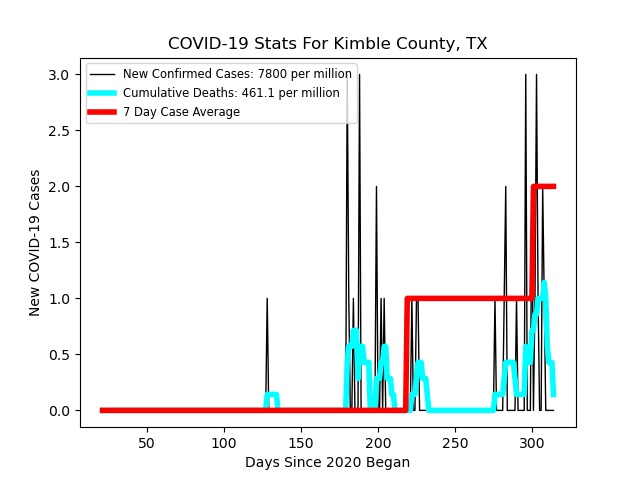 COVID-19 Stats For Kimble County, TX
New Confirmed Cases: 7800 per million
Cumulative Deaths: 461.1 per million
7 Day Case Average
3.0
2.5
2.0
1.5
1.0
0.5
0.0
New COVID-19 Cases
50 100 150 200 250 300
Days Since 2020 Began